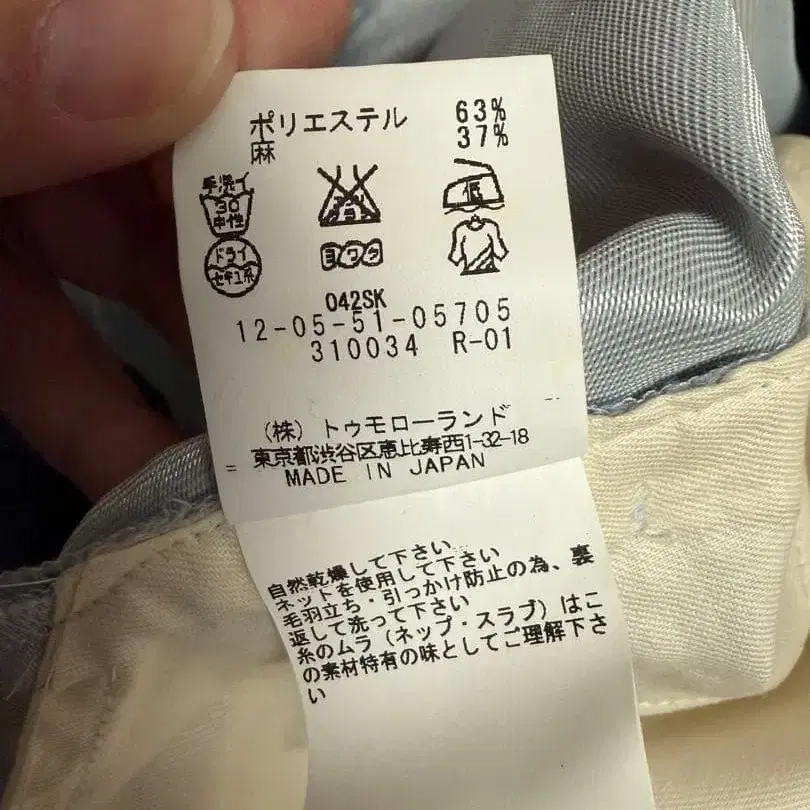 ポリエステル 63%
麻 37%
手洗イ
30
中性
低
ドライ
セキユ系
ヨワク
042SK
12-05-51-05705
310034 R-01
(株) トゥモローランド
= 東京都渋谷区恵比寿西1-32-18
MADE IN JAPAN
自然乾燥して下さい
ネットを使用して下さい
毛羽立ち・引っかけ防止の為、裏
返して洗って下さい
糸のムラ(ネップ・スラブ)はこ
の素材特有の味としてご理解下さ
い